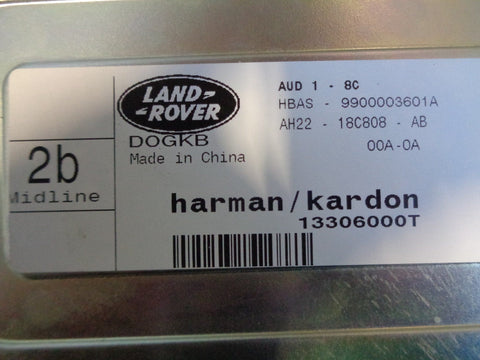 LAND-
-ROVER
AUD 1 - 8C
HBAS - 9900003601A
AH22 - 18C808 - AB
00A-0A
DOGKB
Made in China
2b
Midline
harman/kardon
13306000T